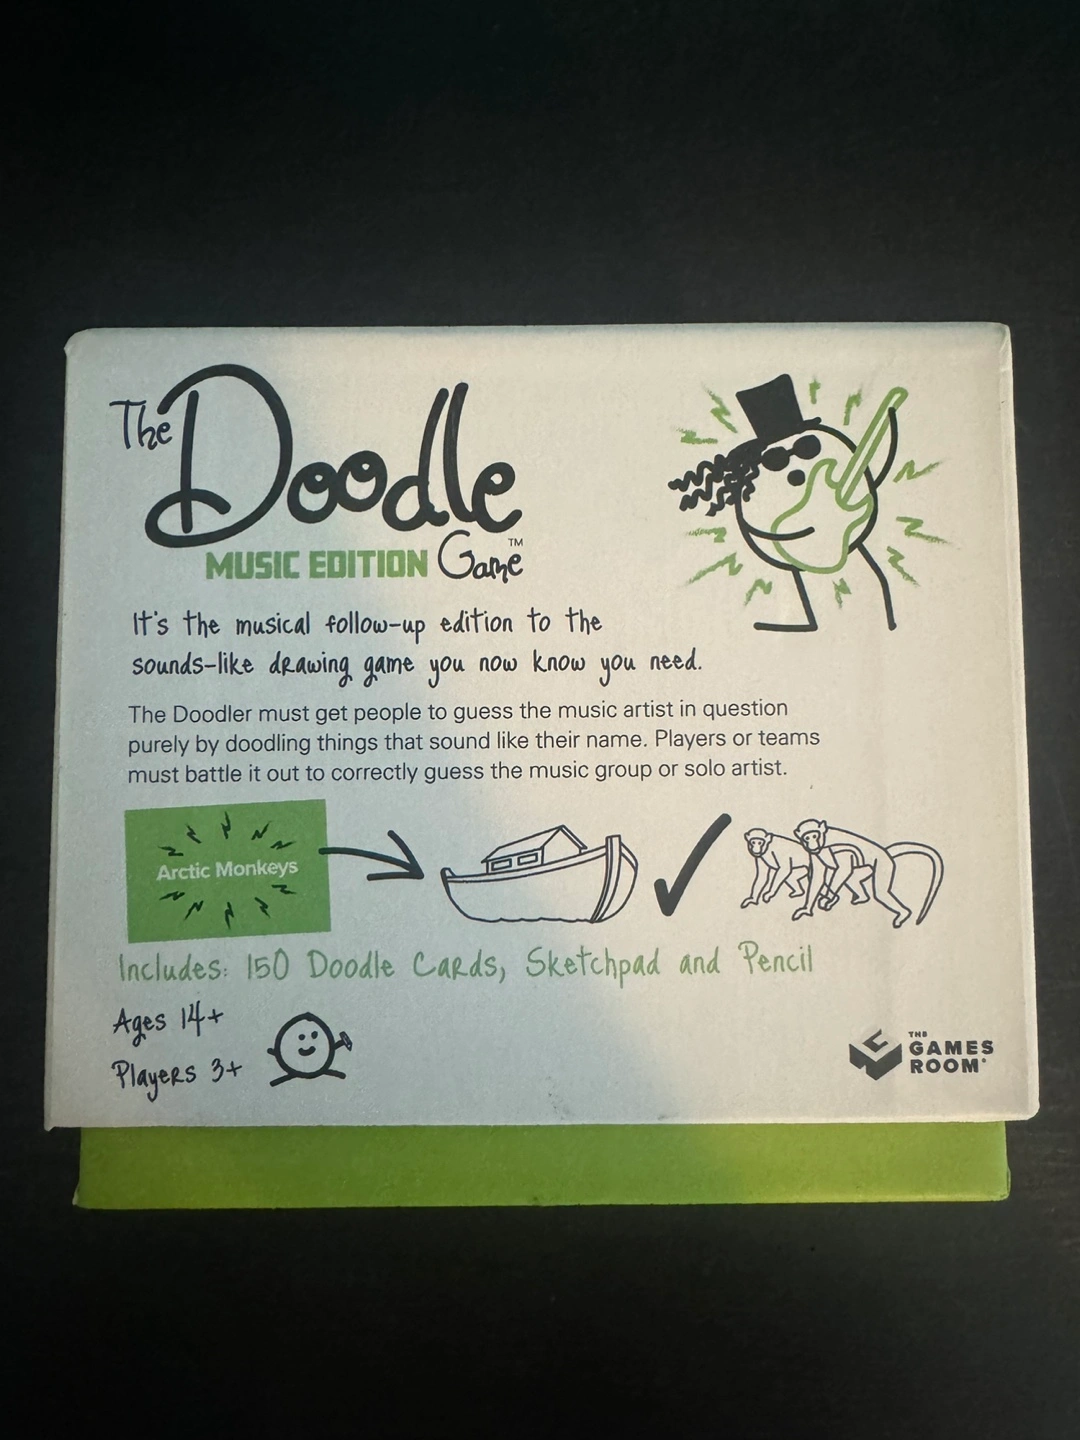 The Doodle
MUSIC EDITION Game™
It's the musical follow-up edition to the
sounds-like drawing game you now know you need.
The Doodler must get people to guess the music artist in question
purely by doodling things that sound like their name. Players or teams
must battle it out to correctly guess the music group or solo artist.
Arctic Monkeys
Includes: 150 Doodle Cards, Sketchpad and Pencil
Ages 14+
Players 3+
THE
GAMES
ROOM®